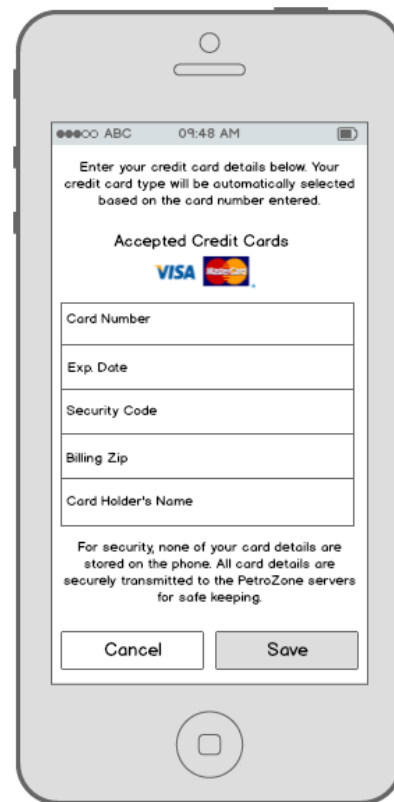 ABC 09:48 AM
Enter your credit card details below. Your
credit card type will be automatically selected
based on the card number entered.
Accepted Credit Cards
VISA MasterCard
Card Number
Exp. Date
Security Code
Billing Zip
Card Holder's Name
For security, none of your card details are
stored on the phone. All card details are
securely transmitted to the PetroZone servers
for safe keeping.
Cancel Save